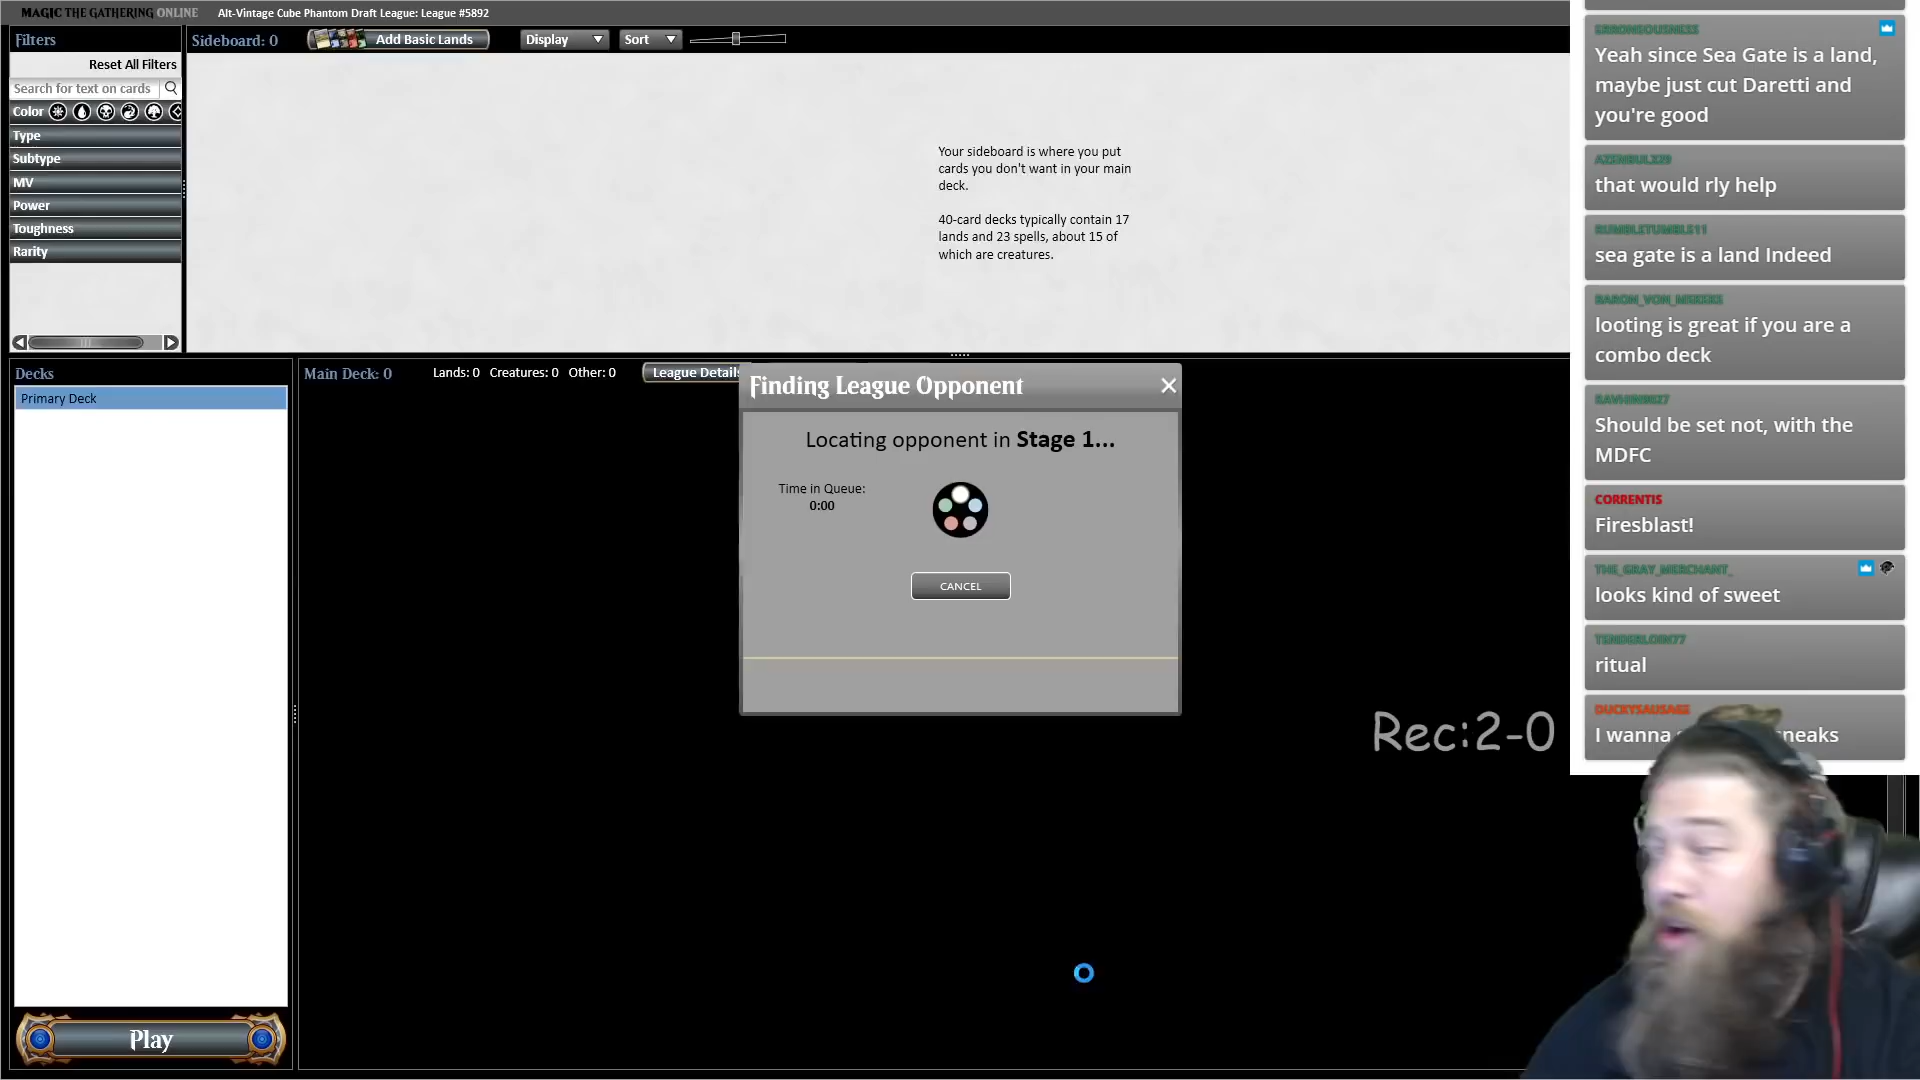 MAGIC THE GATHERING ONLINE
Alt-Vintage Cube Phantom Draft League: League #5892
Filters
Reset All Filters
Search for text on cards
Color
Type
Subtype
MV
Power
Toughness
Rarity
Sideboard: 0
Add Basic Lands
Display
Sort
Your sideboard is where you put
cards you don't want in your main
deck.
40-card decks typically contain 17
lands and 23 spells, about 15 of
which are creatures.
Decks
Primary Deck
Play
Main Deck: 0
Lands: 0
Creatures: 0
Other: 0
League Details
Finding League Opponent
Locating opponent in Stage 1...
Time in Queue:
0:00
CANCEL
Rec:2-0
Yeah since Sea Gate is a land,
maybe just cut Daretti and
you're good
that would rly help
RUMBLETUMBLE11
sea gate is a land Indeed
BARON_VON_MEKEKE
looting is great if you are a
combo deck
Should be set not, with the
MDFC
CORRENTIS
Firesblast!
THE_GRAY_MERCHANT_
looks kind of sweet
TENDERLOIN77
ritual
DUCKYSAUSAGE
I wanna